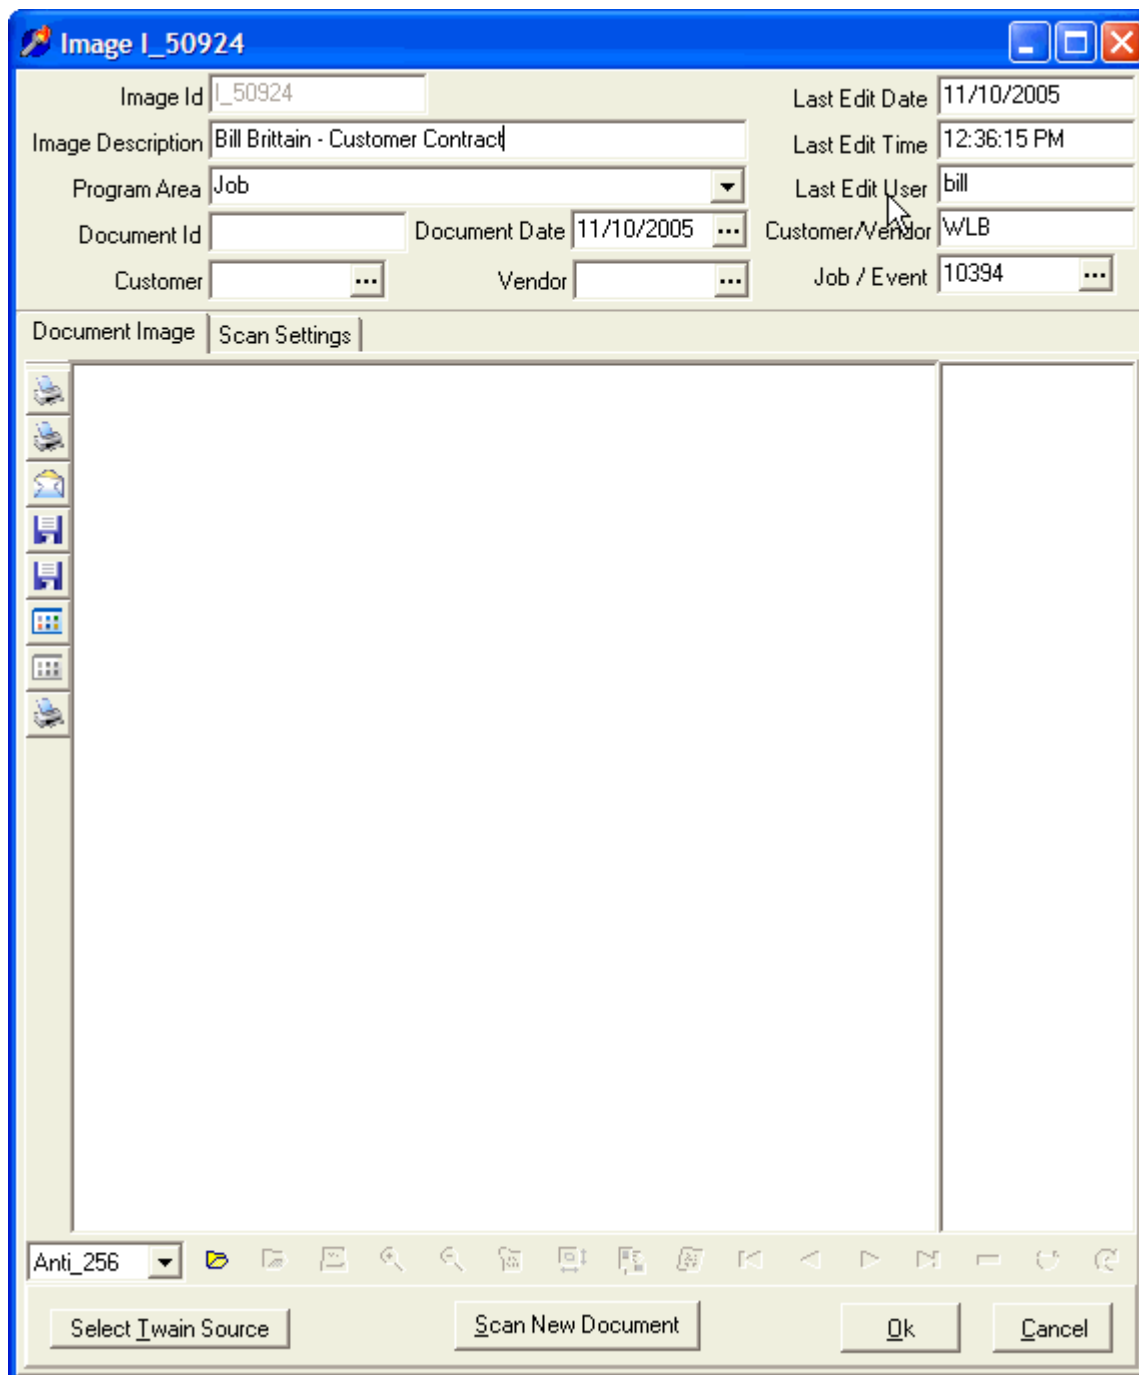 Image I_50924
Image Id I_50924 Last Edit Date 11/10/2005
Image Description Bill Brittain - Customer Contract Last Edit Time 12:36:15 PM
Program Area Job Last Edit User bill
Document Id Document Date 11/10/2005 ... Customer/Vendor WLB
Customer ... Vendor ... Job / Event 10394 ...
Document Image Scan Settings
Anti_256
Select Twain Source Scan New Document Ok Cancel